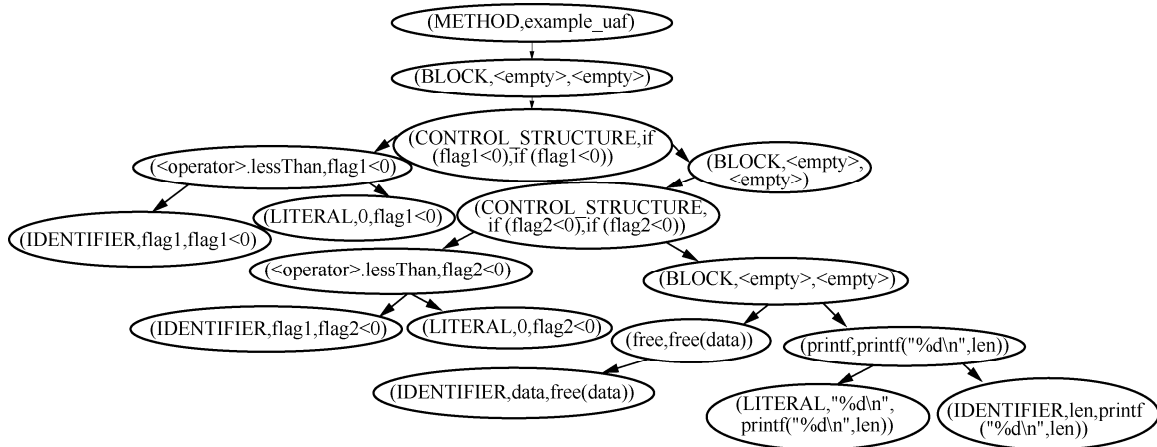 (METHOD,example_uaf)
(BLOCK,<empty>,<empty>)
(CONTROL_STRUCTURE,if
(flag1<0),if (flag1<0))
(<operator>.lessThan,flag1<0)
(BLOCK,<empty>,
<empty>)
(IDENTIFIER,flag1,flag1<0)
(LITERAL,0,flag1<0)
(CONTROL_STRUCTURE,
if (flag2<0),if (flag2<0))
(<operator>.lessThan,flag2<0)
(BLOCK,<empty>,<empty>)
(IDENTIFIER,flag1,flag2<0)
(LITERAL,0,flag2<0)
(free,free(data))
(printf,printf("%d\n",len))
(IDENTIFIER,data,free(data))
(LITERAL,"%d\n",
printf("%d\n",len))
(IDENTIFIER,len,printf
("%d\n",len))